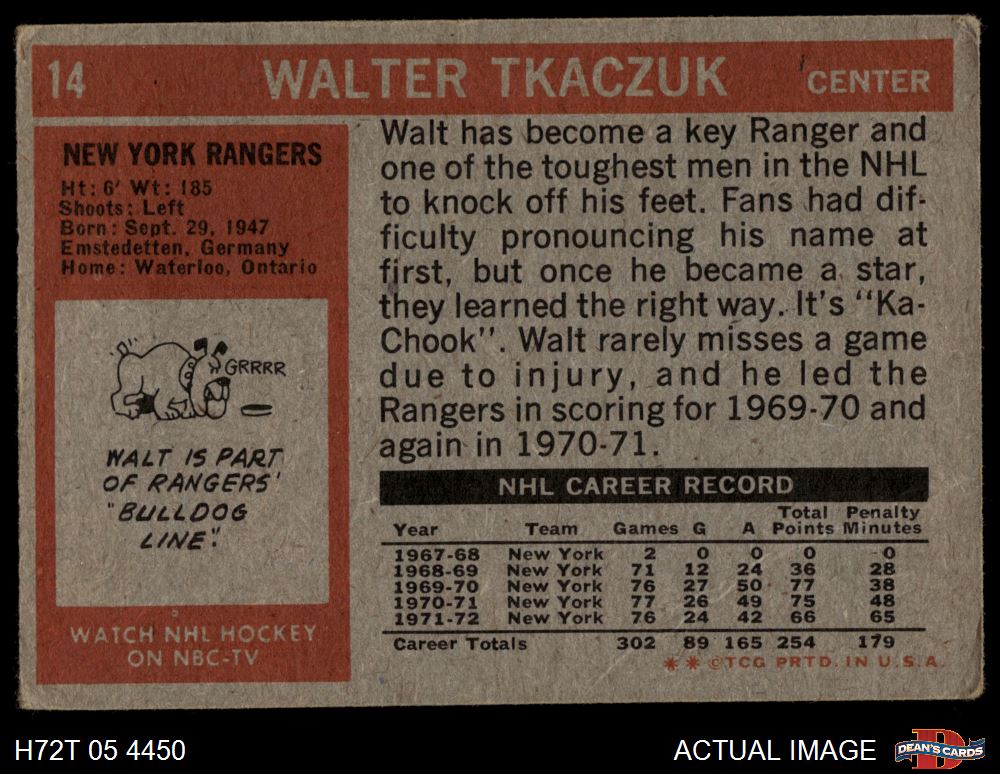 14 WALTER TKACZUK CENTER
NEW YORK RANGERS
Ht: 6' Wt: 185
Shoots: Left
Born: Sept. 29, 1947
Emstedetten, Germany
Home: Waterloo, Ontario
GRRRR
WALT IS PART
OF RANGERS'
"BULLDOG
LINE".
WATCH NHL HOCKEY
ON NBC-TV
Walt has become a key Ranger and
one of the toughest men in the NHL
to knock off his feet. Fans had dif-
ficulty pronouncing his name at
first, but once he became a star,
they learned the right way. It's "Ka-
Chook". Walt rarely misses a game
due to injury, and he led the
Rangers in scoring for 1969-70 and
again in 1970-71.
NHL CAREER RECORD
Total Penalty
Year Team Games G A Points Minutes
1967-68 New York 2 0 0 0 0
1968-69 New York 71 12 24 36 28
1969-70 New York 76 27 50 77 38
1970-71 New York 77 26 49 75 48
1971-72 New York 76 24 42 66 65
Career Totals 302 89 165 254 179
* * ©TCG PRTD. IN U.S.A.
H72T 05 4450
ACTUAL IMAGE
DEAN'S CARDS